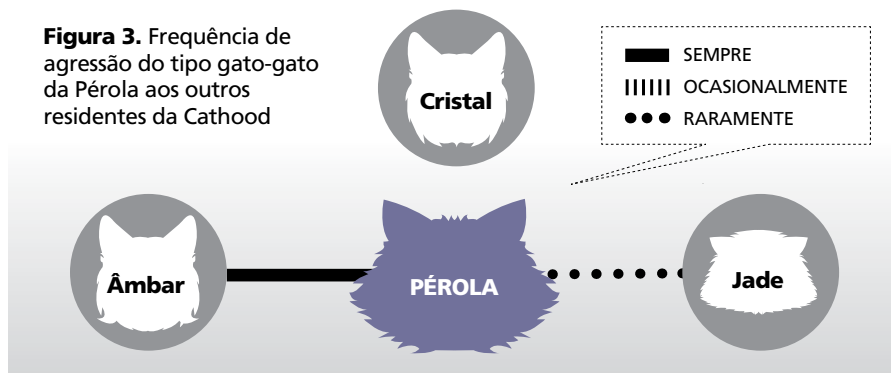 Figura 3. Frequência de
agressão do tipo gato-gato
da Pérola aos outros
residentes da Cathood
Cristal
SEMPRE
OCASIONALMENTE
RARAMENTE
Âmbar
PÉROLA
Jade